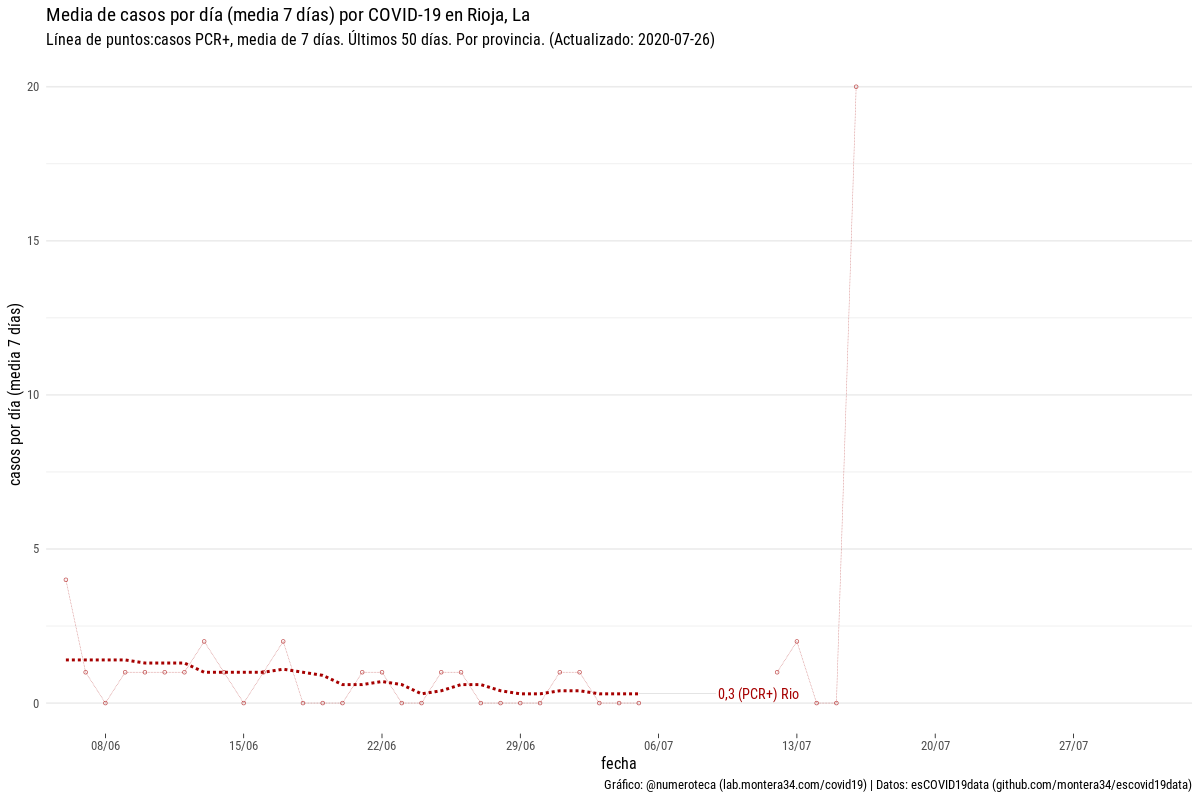 Media de casos por día (media 7 días) por COVID-19 en Rioja, La
Línea de puntos:casos PCR+, media de 7 días. Últimos 50 días. Por provincia. (Actualizado: 2020-07-26)
casos por día (media 7 días)
20
15
10
5
0
0,3 (PCR+) Rio
08/06 15/06 22/06 29/06 06/07 13/07 20/07 27/07
fecha
Gráfico: @numeroteca (lab.montera34.com/covid19) | Datos: esCOVID19data (github.com/montera34/escovid19data)